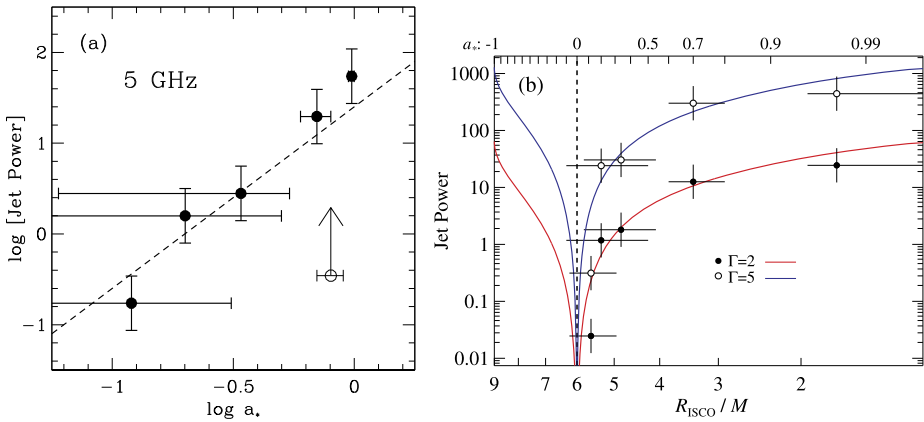 (a)
5 GHz
log [Jet Power]
2
1
0
−1
−1
−0.5
0
log a*
a*: -1
0
0.5
0.7
0.9
0.99
(b)
Jet Power
1000
100
10
1
0.1
0.01
Γ=2
Γ=5
9
7
6
5
4
3
2
R_ISCO / M